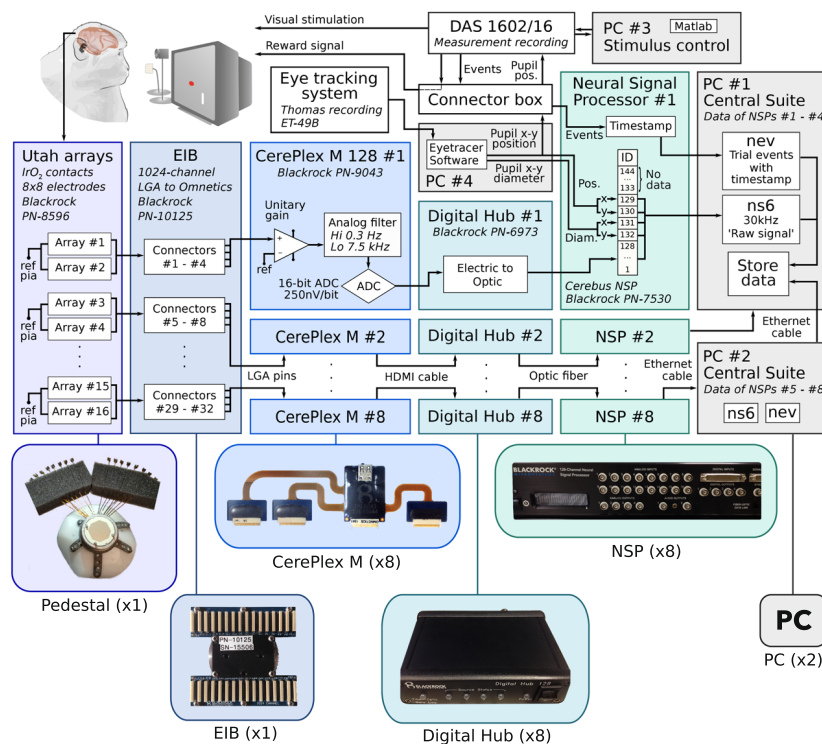 Visual stimulation
Reward signal
DAS 1602/16
Measurement recording
PC #3
Matlab
Stimulus control
Events
Pupil
pos.
Eye tracking
system
Thomas recording
ET-49B
Connector box
Neural Signal
Processor #1
Events
Timestamp
PC #1
Central Suite
Data of NSPs #1 - #4
nev
Trial events
with
timestamp
ns6
30kHz
'Raw signal'
Store
data
Eyetracer
Software
Pupil x-y
position
Pupil x-y
diameter
PC #4
Pos.
Diam.
x
y
x
y
ID
144
...
133
129
130
131
132
128
...
1
No
data
Cerebus NSP
Blackrock PN-7530
Utah arrays
IrO2 contacts
8x8 electrodes
Blackrock
PN-8596
Array #1
Array #2
ref
pia
Array #3
Array #4
ref
pia
Array #15
Array #16
ref
pia
EIB
1024-channel
LGA to Omnetics
Blackrock
PN-10125
Connectors
#1 - #4
Connectors
#5 - #8
Connectors
#29 - #32
CerePlex M 128 #1
Blackrock PN-9043
Unitary
gain
+
-
ref
Analog filter
Hi 0.3 Hz
Lo 7.5 kHz
16-bit ADC
250nV/bit
ADC
Digital Hub #1
Blackrock PN-6973
Electric to
Optic
CerePlex M #2
Digital Hub #2
NSP #2
Ethernet
cable
LGA pins
HDMI cable
Optic fiber
Ethernet
cable
CerePlex M #8
Digital Hub #8
NSP #8
PC #2
Central Suite
Data of NSPs #5 - #8
ns6
nev
Pedestal (x1)
CerePlex M (x8)
BLACKROC128-Channel Neural
Signal Processor
NSP (x8)
PN-10125
SN-15506
EIB (x1)
BLACKROCK
Source Status
Digital Hub 128
Digital Hub (x8)
PC
PC (x2)